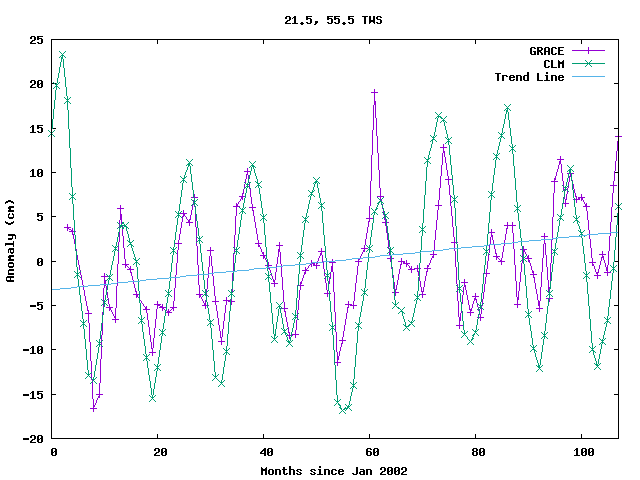 21.5, 55.5 TWS
GRACE
CLM
Trend Line
25
20
15
10
5
0
-5
-10
-15
-20
Anomaly (cm)
0 20 40 60 80 100
Months since Jan 2002